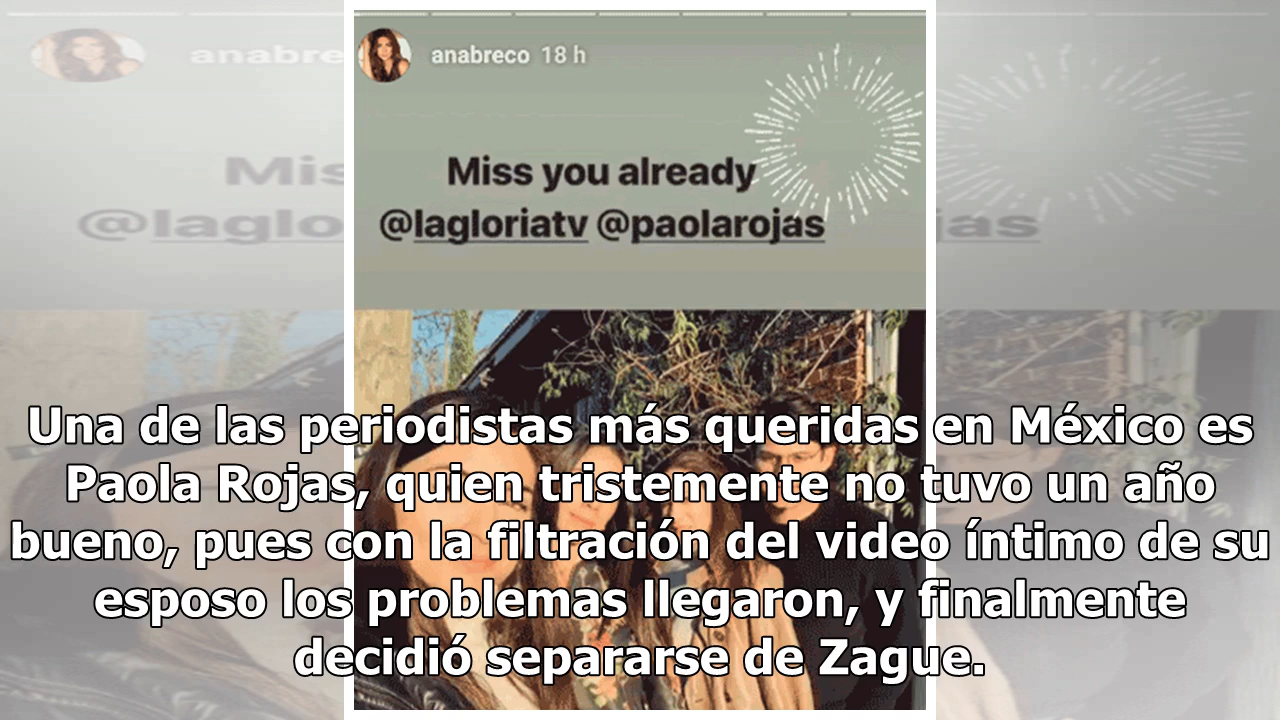 anabreco 18 h
Miss you already
@lagloriatv @paolarojas
Una de las periodistas más queridas en México es
Paola Rojas, quien tristemente no tuvo un año
bueno, pues con la filtración del video íntimo de su
esposo los problemas llegaron, y finalmente
decidió separarse de Zague.